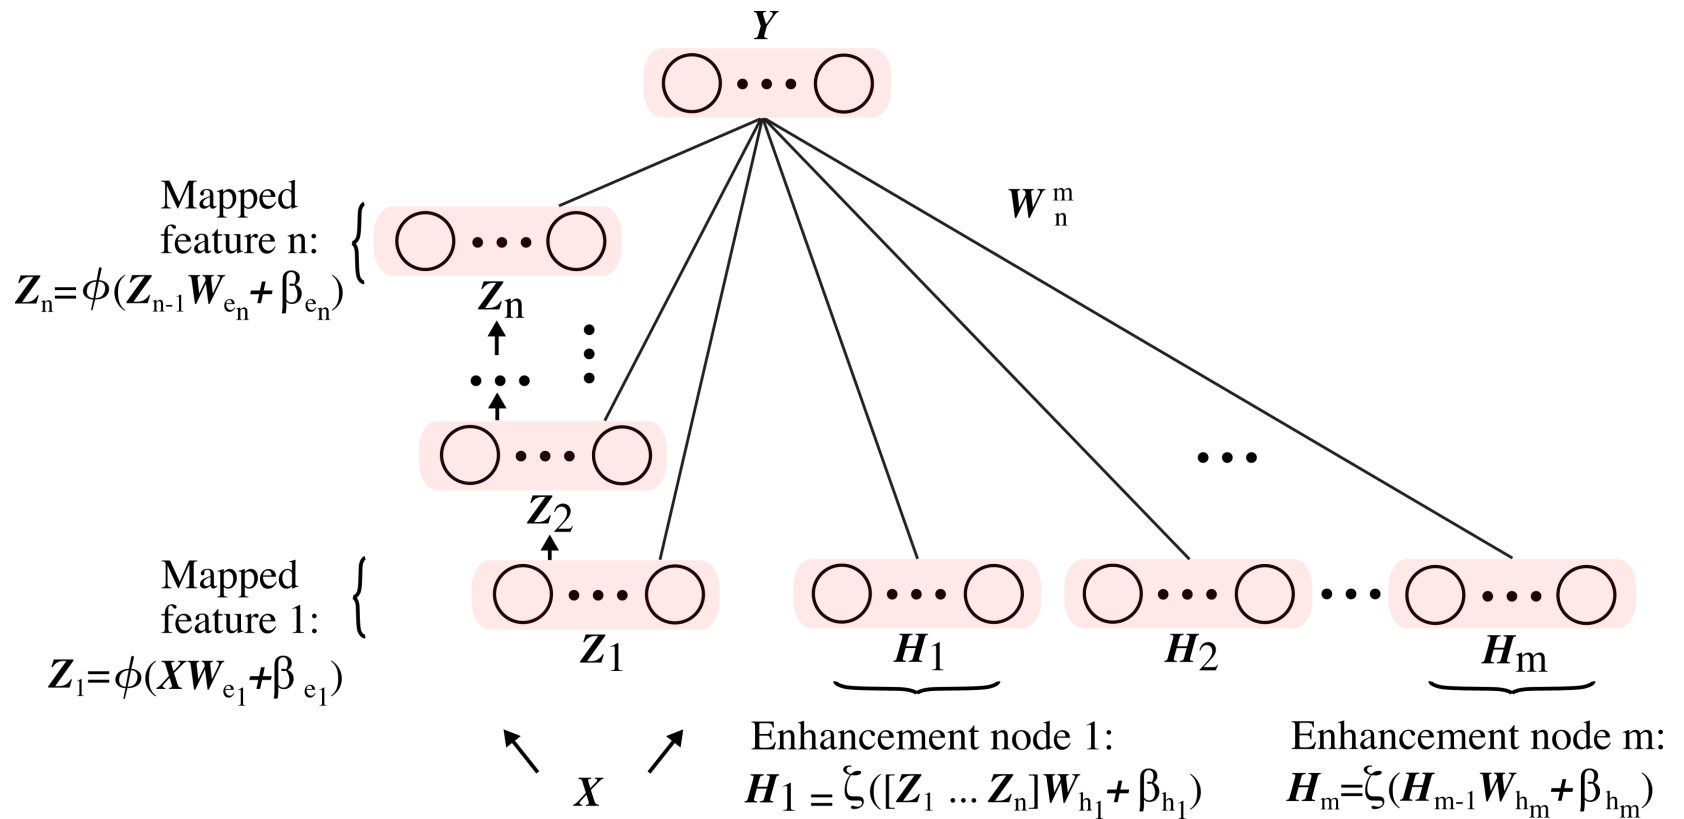 Y
Mapped
feature n:
Zₙ=ϕ(Zₙ₋₁Wₑₙ+βₑₙ)
Zₙ
Wₙᵐ
Z₂
Mapped
feature 1:
Z₁=ϕ(XWₑ₁+βₑ₁)
Z₁ H₁ H₂ Hₘ
X
Enhancement node 1:
H₁ = ζ([Z₁ ... Zₙ]Wₕ₁+βₕ₁)
Enhancement node m:
Hₘ=ζ(Hₘ₋₁Wₕₘ+βₕₘ)